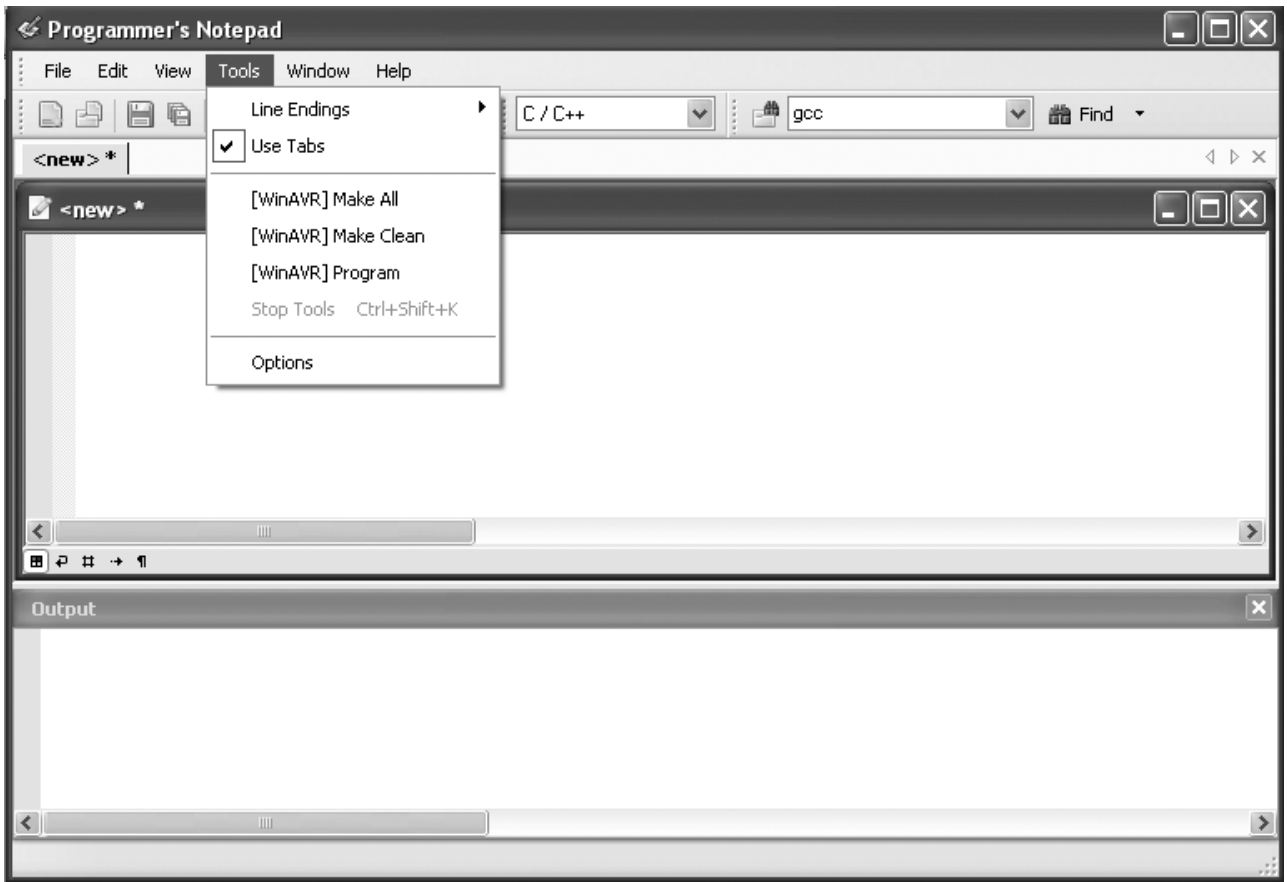 Programmer's Notepad
File Edit View Tools Window Help
C / C++ gcc Find
<new> *
Line Endings
Use Tabs
[WinAVR] Make All
[WinAVR] Make Clean
[WinAVR] Program
Stop Tools Ctrl+Shift+K
Options
<new> *
Output